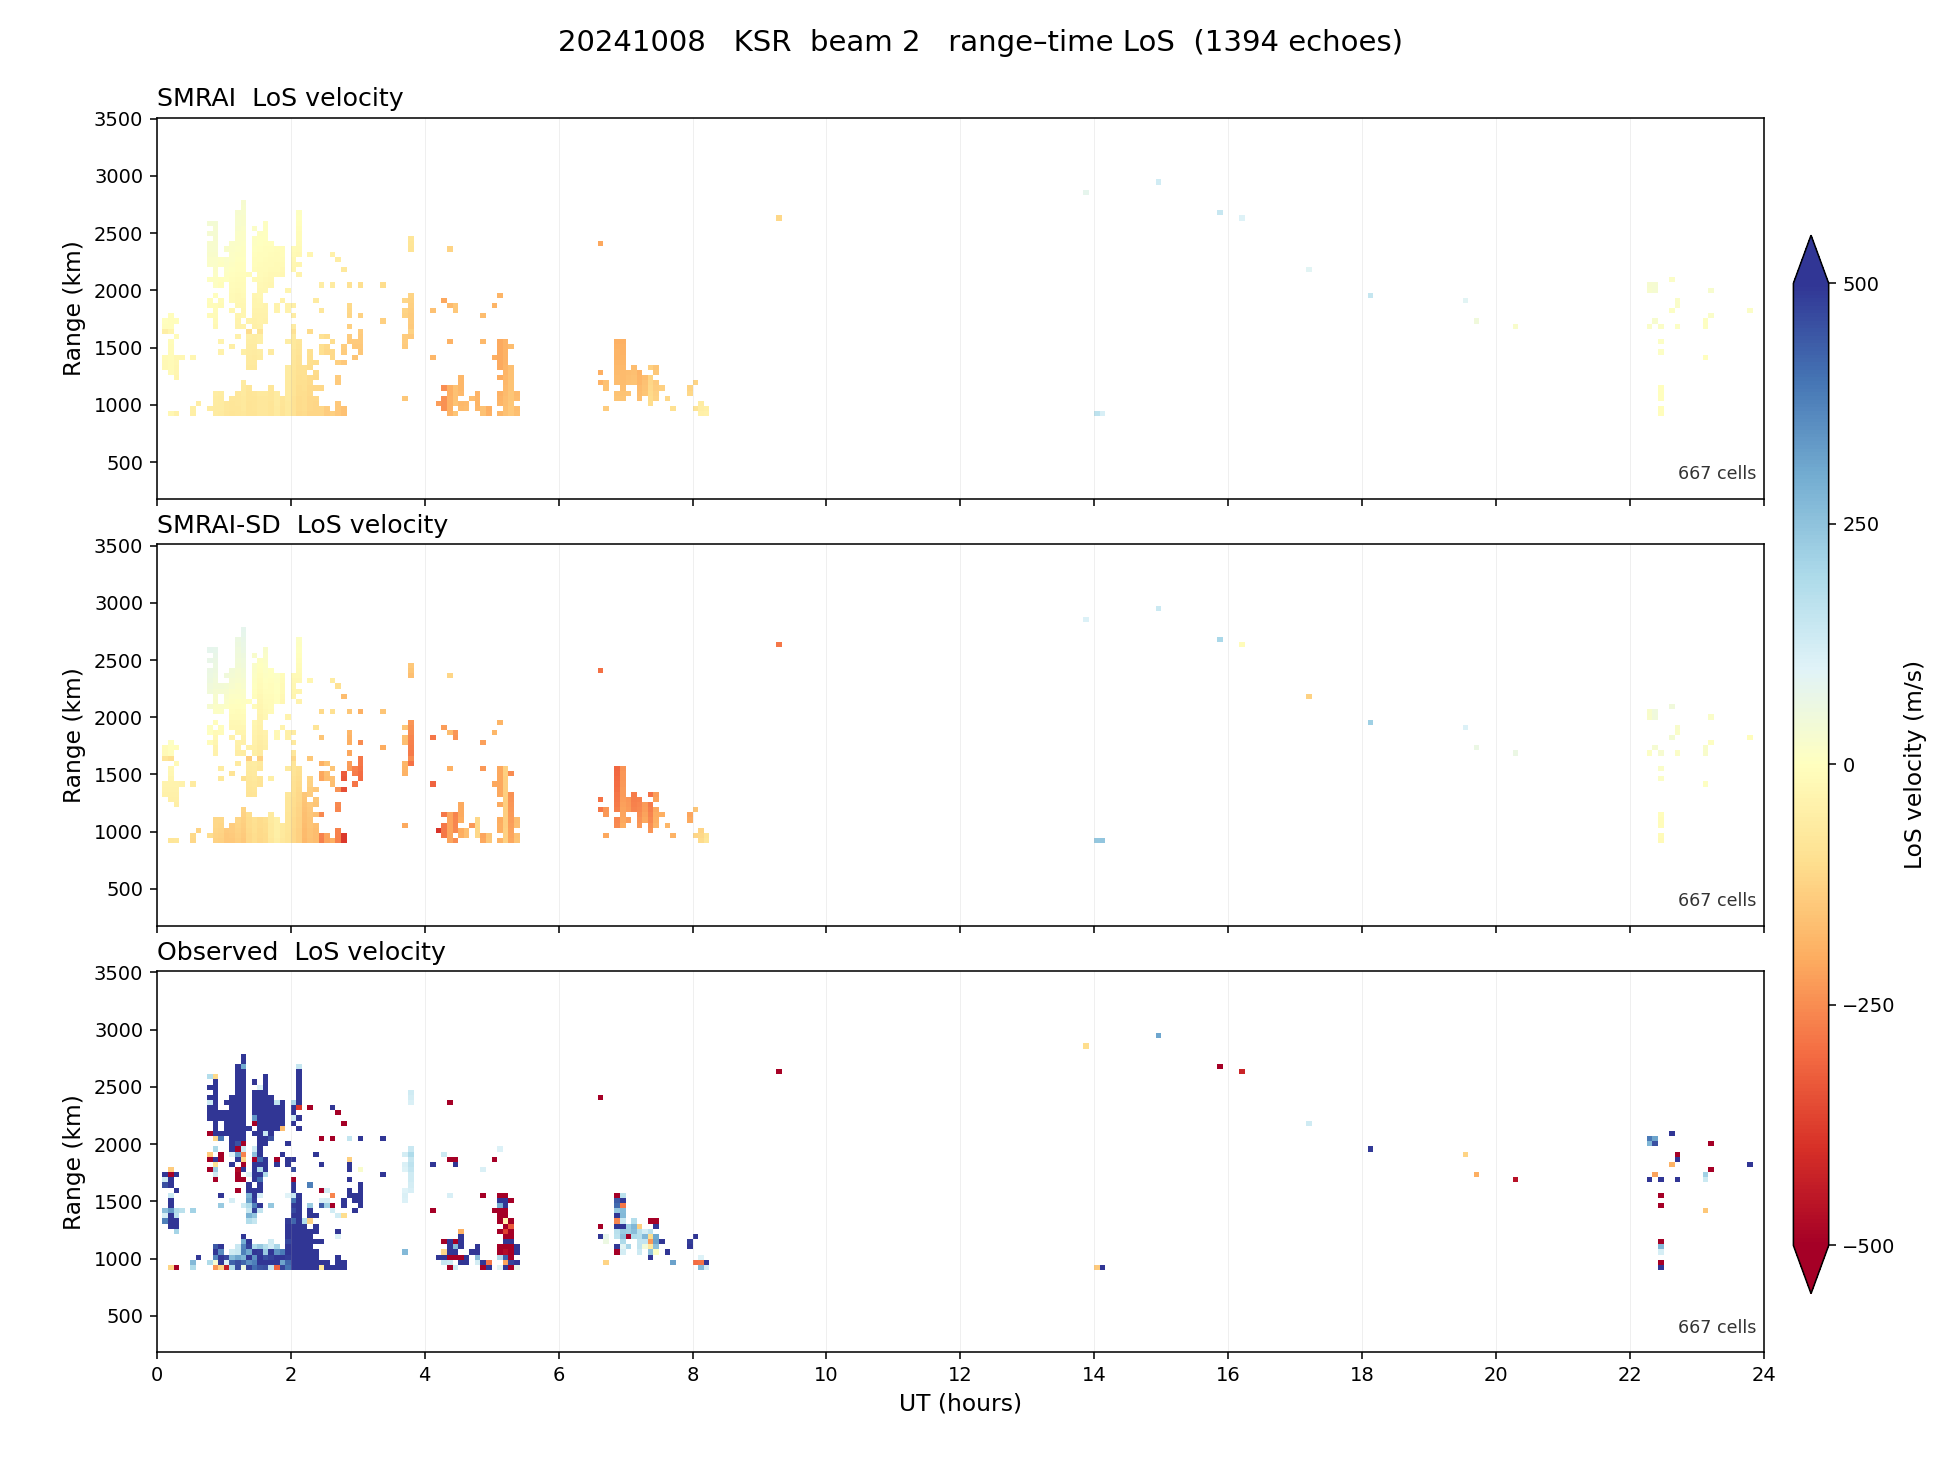 20241008   KSR  beam 2   range–time LoS  (1394 echoes)
SMRAI  LoS velocity
3500
3000
2500
2000
1500
1000
500
Range (km)
667 cells
SMRAI-SD  LoS velocity
3500
3000
2500
2000
1500
1000
500
Range (km)
667 cells
Observed  LoS velocity
3500
3000
2500
2000
1500
1000
500
Range (km)
667 cells
0 2 4 6 8 10 12 14 16 18 20 22 24
UT (hours)
500
250
0
−250
−500
LoS velocity (m/s)